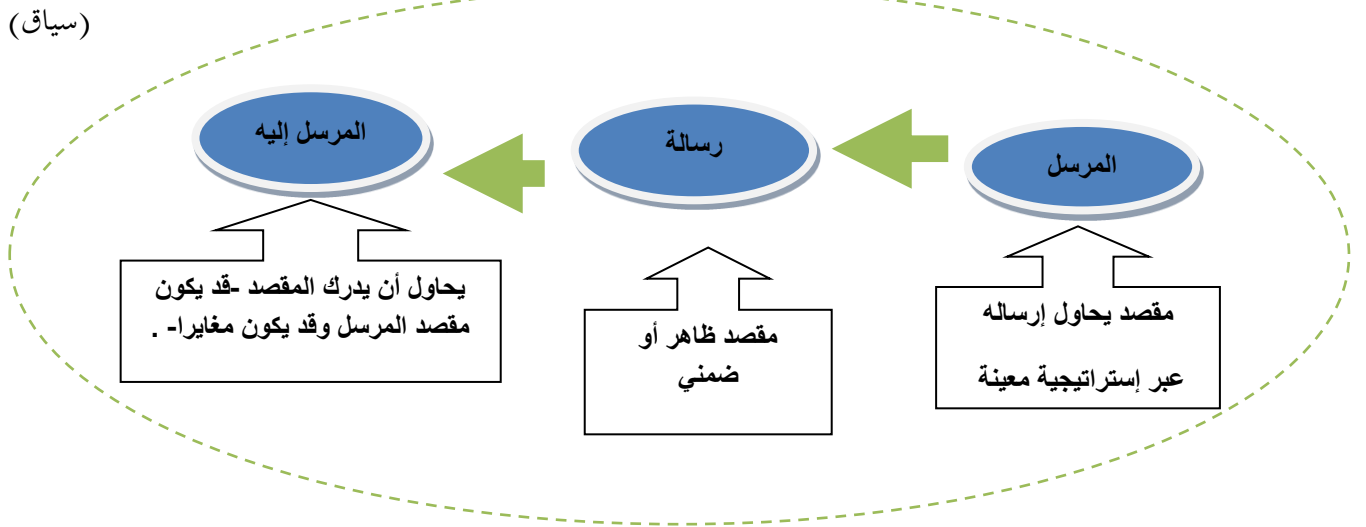 (سياق)
المرسل
رسالة
المرسل إليه
مقصد يحاول إرساله
عبر إستراتيجية معينة
مقصد ظاهر أو
ضمني
يحاول أن يدرك المقصد -قد يكون
مقصد المرسل وقد يكون مغايرا- .